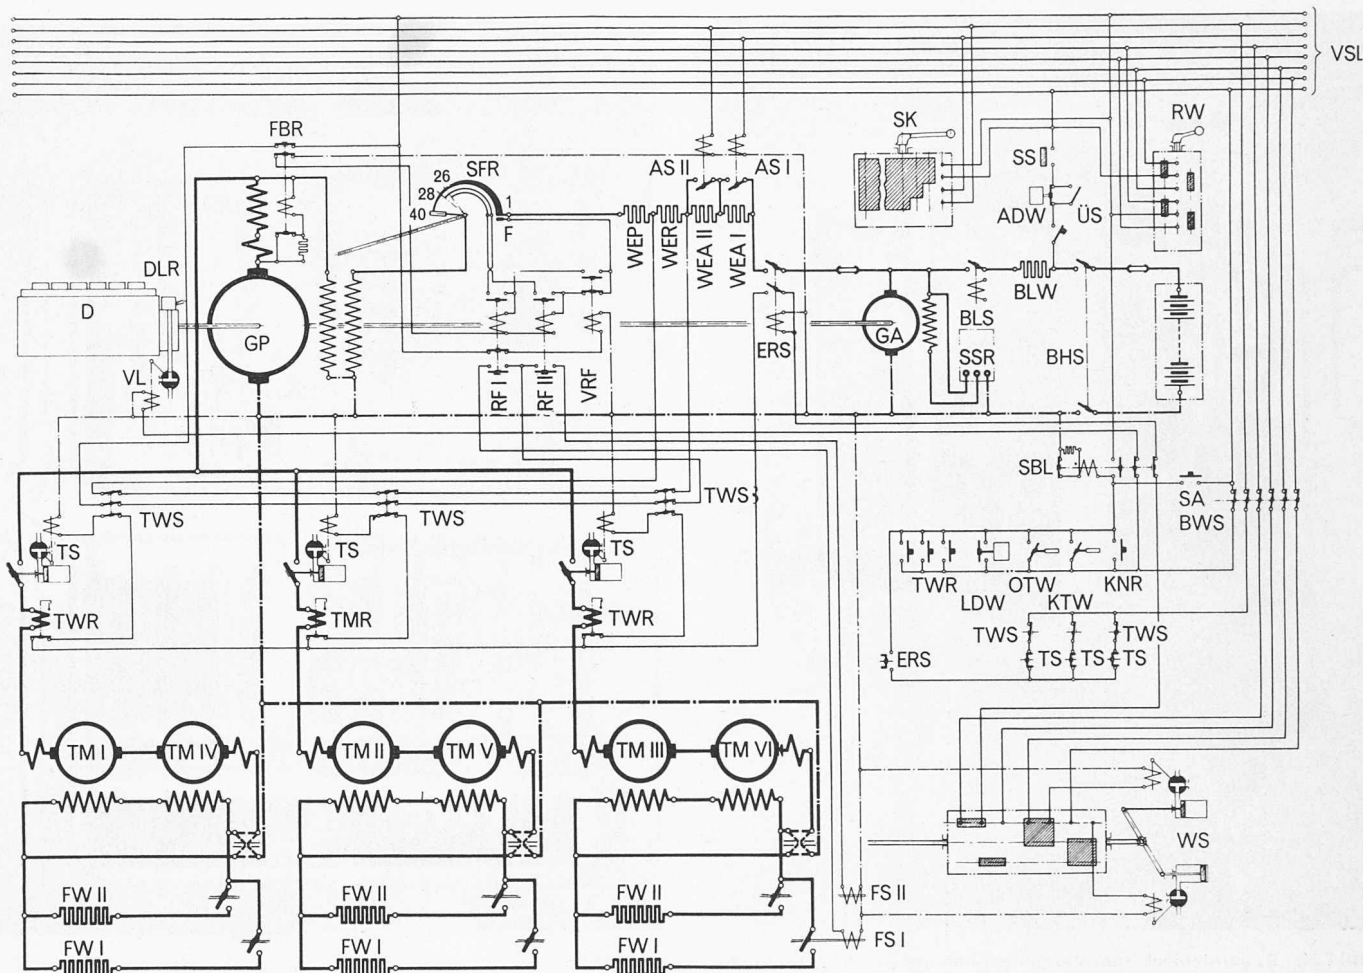 VSL
FBR
SFR
26
28
40
1
F
AS II
AS I
SK
RW
SS
ADW
ÜS
WEP
WER
WEA II
WEA I
DLR
D
GP
VL
RF I
RF II
VRF
ERS
GA
BLS
BLW
SSR
BHS
SBL
SA
BWS
TWS
TWS
TWS
TS
TS
TS
TWR
TMR
TWR
TWR
LDW
OTW
KTW
KNR
TWS
TWS
ERS
TS
TS
TS
TM I
TM IV
TM II
TM V
TM III
TM VI
WS
FW II
FW II
FW II
FS II
FW I
FW I
FW I
FS I